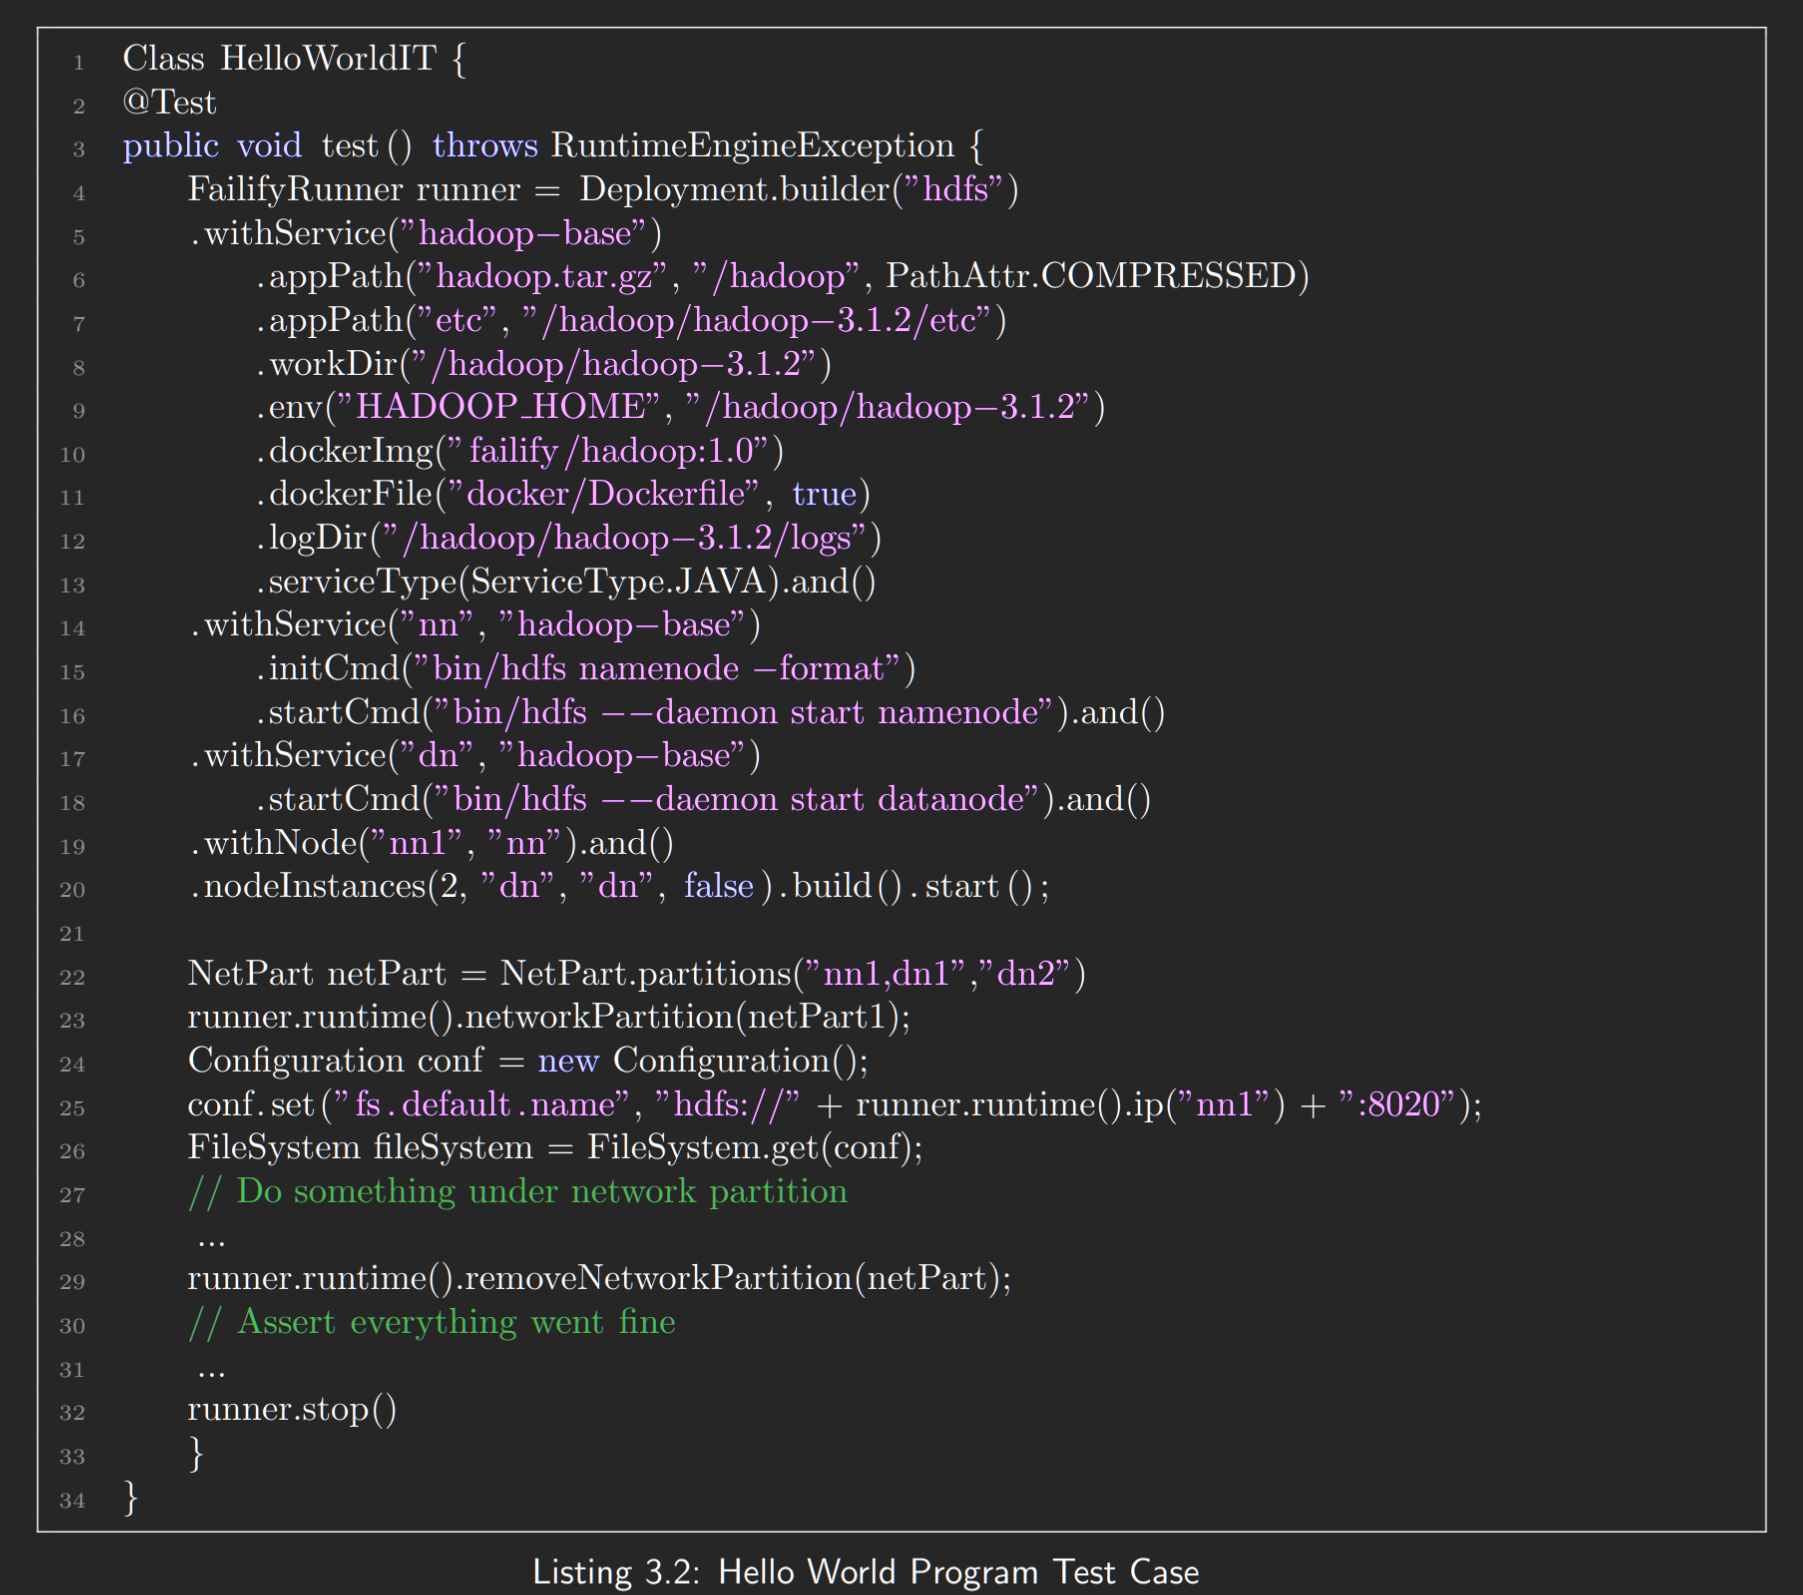 1 Class HelloWorldIT {
2 @Test
3 public void test() throws RuntimeEngineException {
4 FailifyRunner runner = Deployment.builder("hdfs")
5 .withService("hadoop-base")
6 .appPath("hadoop.tar.gz", "/hadoop", PathAttr.COMPRESSED)
7 .appPath("etc", "/hadoop/hadoop-3.1.2/etc")
8 .workDir("/hadoop/hadoop-3.1.2")
9 .env("HADOOP_HOME", "/hadoop/hadoop-3.1.2")
10 .dockerImg("failify/hadoop:1.0")
11 .dockerFile("docker/Dockerfile", true)
12 .logDir("/hadoop/hadoop-3.1.2/logs")
13 .serviceType(ServiceType.JAVA).and()
14 .withService("nn", "hadoop-base")
15 .initCmd("bin/hdfs namenode -format")
16 .startCmd("bin/hdfs --daemon start namenode").and()
17 .withService("dn", "hadoop-base")
18 .startCmd("bin/hdfs --daemon start datanode").and()
19 .withNode("nn1", "nn").and()
20 .nodeInstances(2, "dn", "dn", false).build().start();
21
22 NetPart netPart = NetPart.partitions("nn1,dn1","dn2")
23 runner.runtime().networkPartition(netPart1);
24 Configuration conf = new Configuration();
25 conf.set("fs.default.name", "hdfs://" + runner.runtime().ip("nn1") + ":8020");
26 FileSystem fileSystem = FileSystem.get(conf);
27 // Do something under network partition
28 ...
29 runner.runtime().removeNetworkPartition(netPart);
30 // Assert everything went fine
31 ...
32 runner.stop()
33 }
34 }
Listing 3.2: Hello World Program Test Case